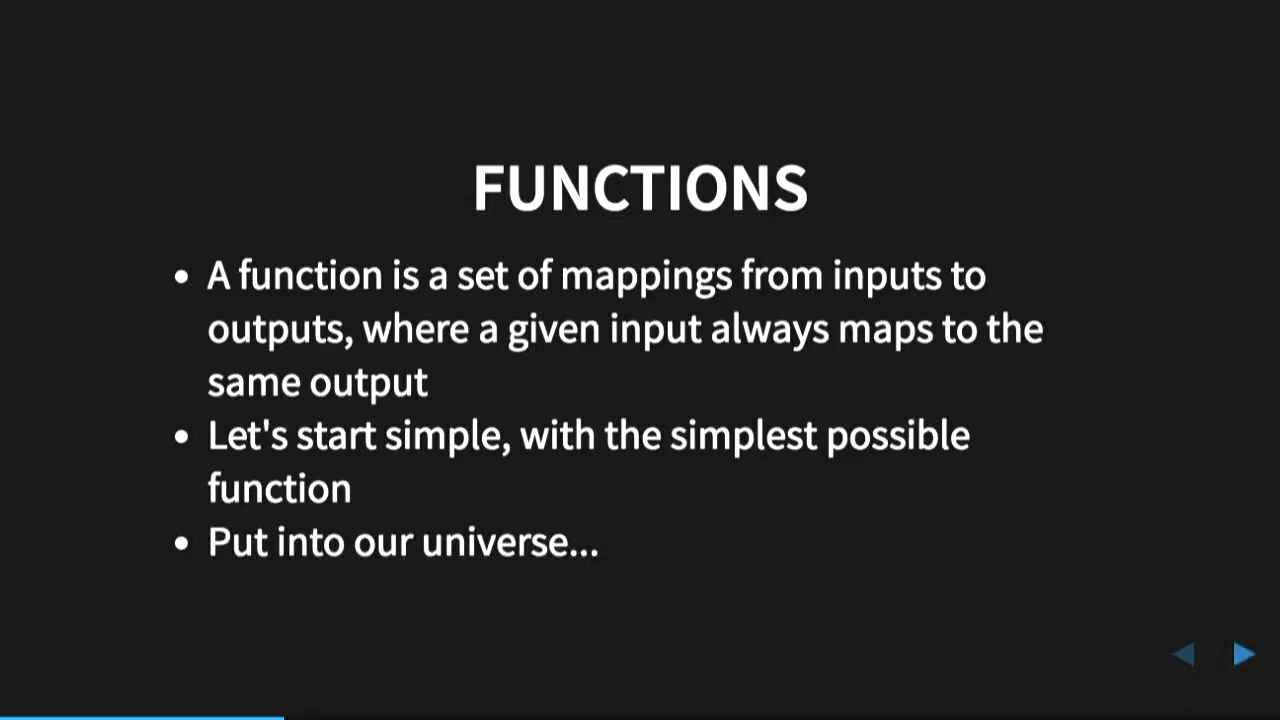 FUNCTIONS
• A function is a set of mappings from inputs to
outputs, where a given input always maps to the
same output
• Let's start simple, with the simplest possible
function
• Put into our universe...